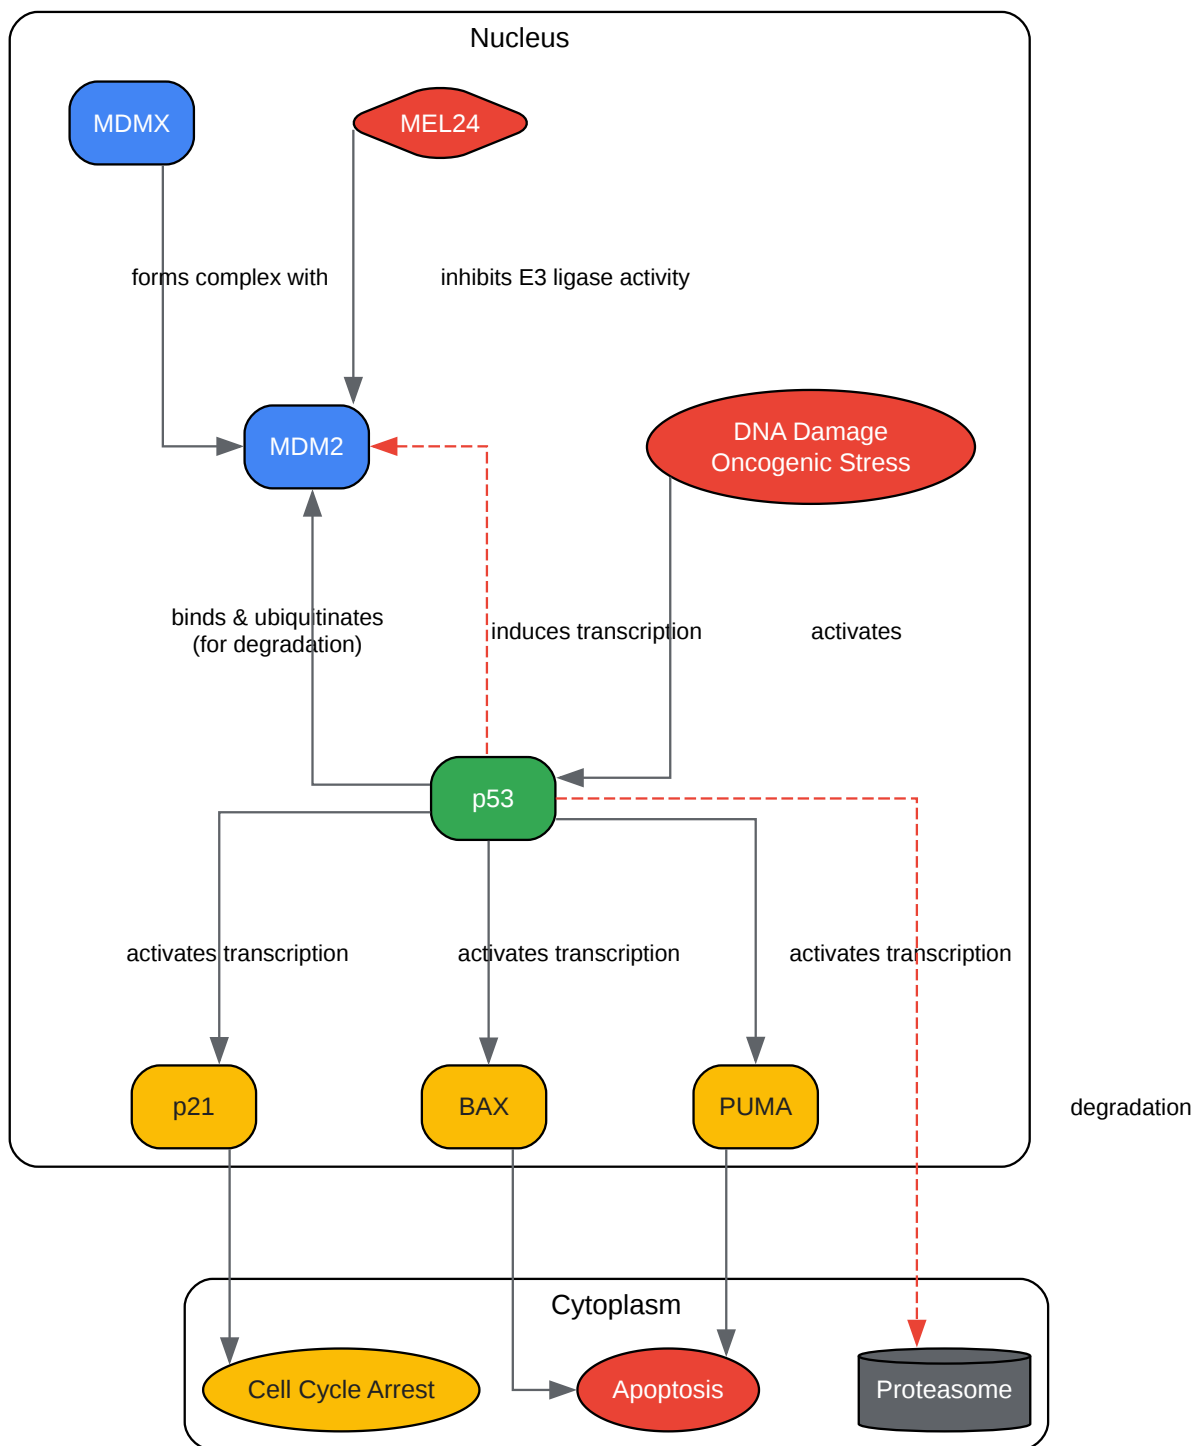 Nucleus
MDMX
MEL24
forms complex with
inhibits E3 ligase activity
MDM2
DNA Damage
Oncogenic Stress
binds & ubiquitinates
(for degradation)
induces transcription
activates
p53
activates transcription
activates transcription
activates transcription
p21
BAX
PUMA
degradation
Cytoplasm
Cell Cycle Arrest
Apoptosis
Proteasome